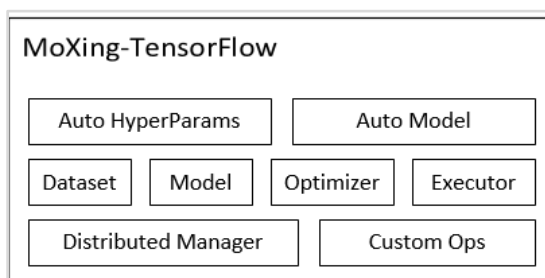 MoXing-TensorFlow
Auto HyperParams Auto Model
Dataset Model Optimizer Executor
Distributed Manager Custom Ops